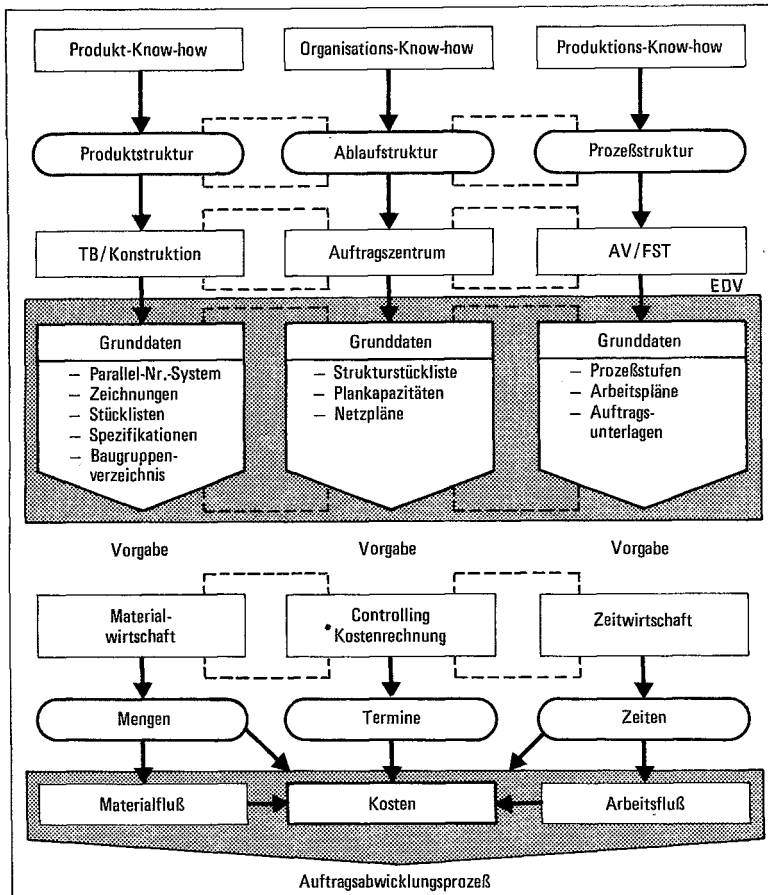 Produkt-Know-how
Organisations-Know-how
Produktions-Know-how
Produktstruktur
Ablaufstruktur
Prozeßstruktur
TB/Konstruktion
Auftragszentrum
AV/FST
EDV
Grunddaten
– Parallel-Nr.-System
– Zeichnungen
– Stücklisten
– Spezifikationen
– Baugruppen-
verzeichnis
Grunddaten
– Strukturstückliste
– Plankapazitäten
– Netzpläne
Grunddaten
– Prozeßstufen
– Arbeitspläne
– Auftrags-
unterlagen
Vorgabe
Vorgabe
Vorgabe
Material-
wirtschaft
Controlling
Kostenrechnung
Zeitwirtschaft
Mengen
Termine
Zeiten
Materialfluß
Kosten
Arbeitsfluß
Auftragsabwicklungsprozeß